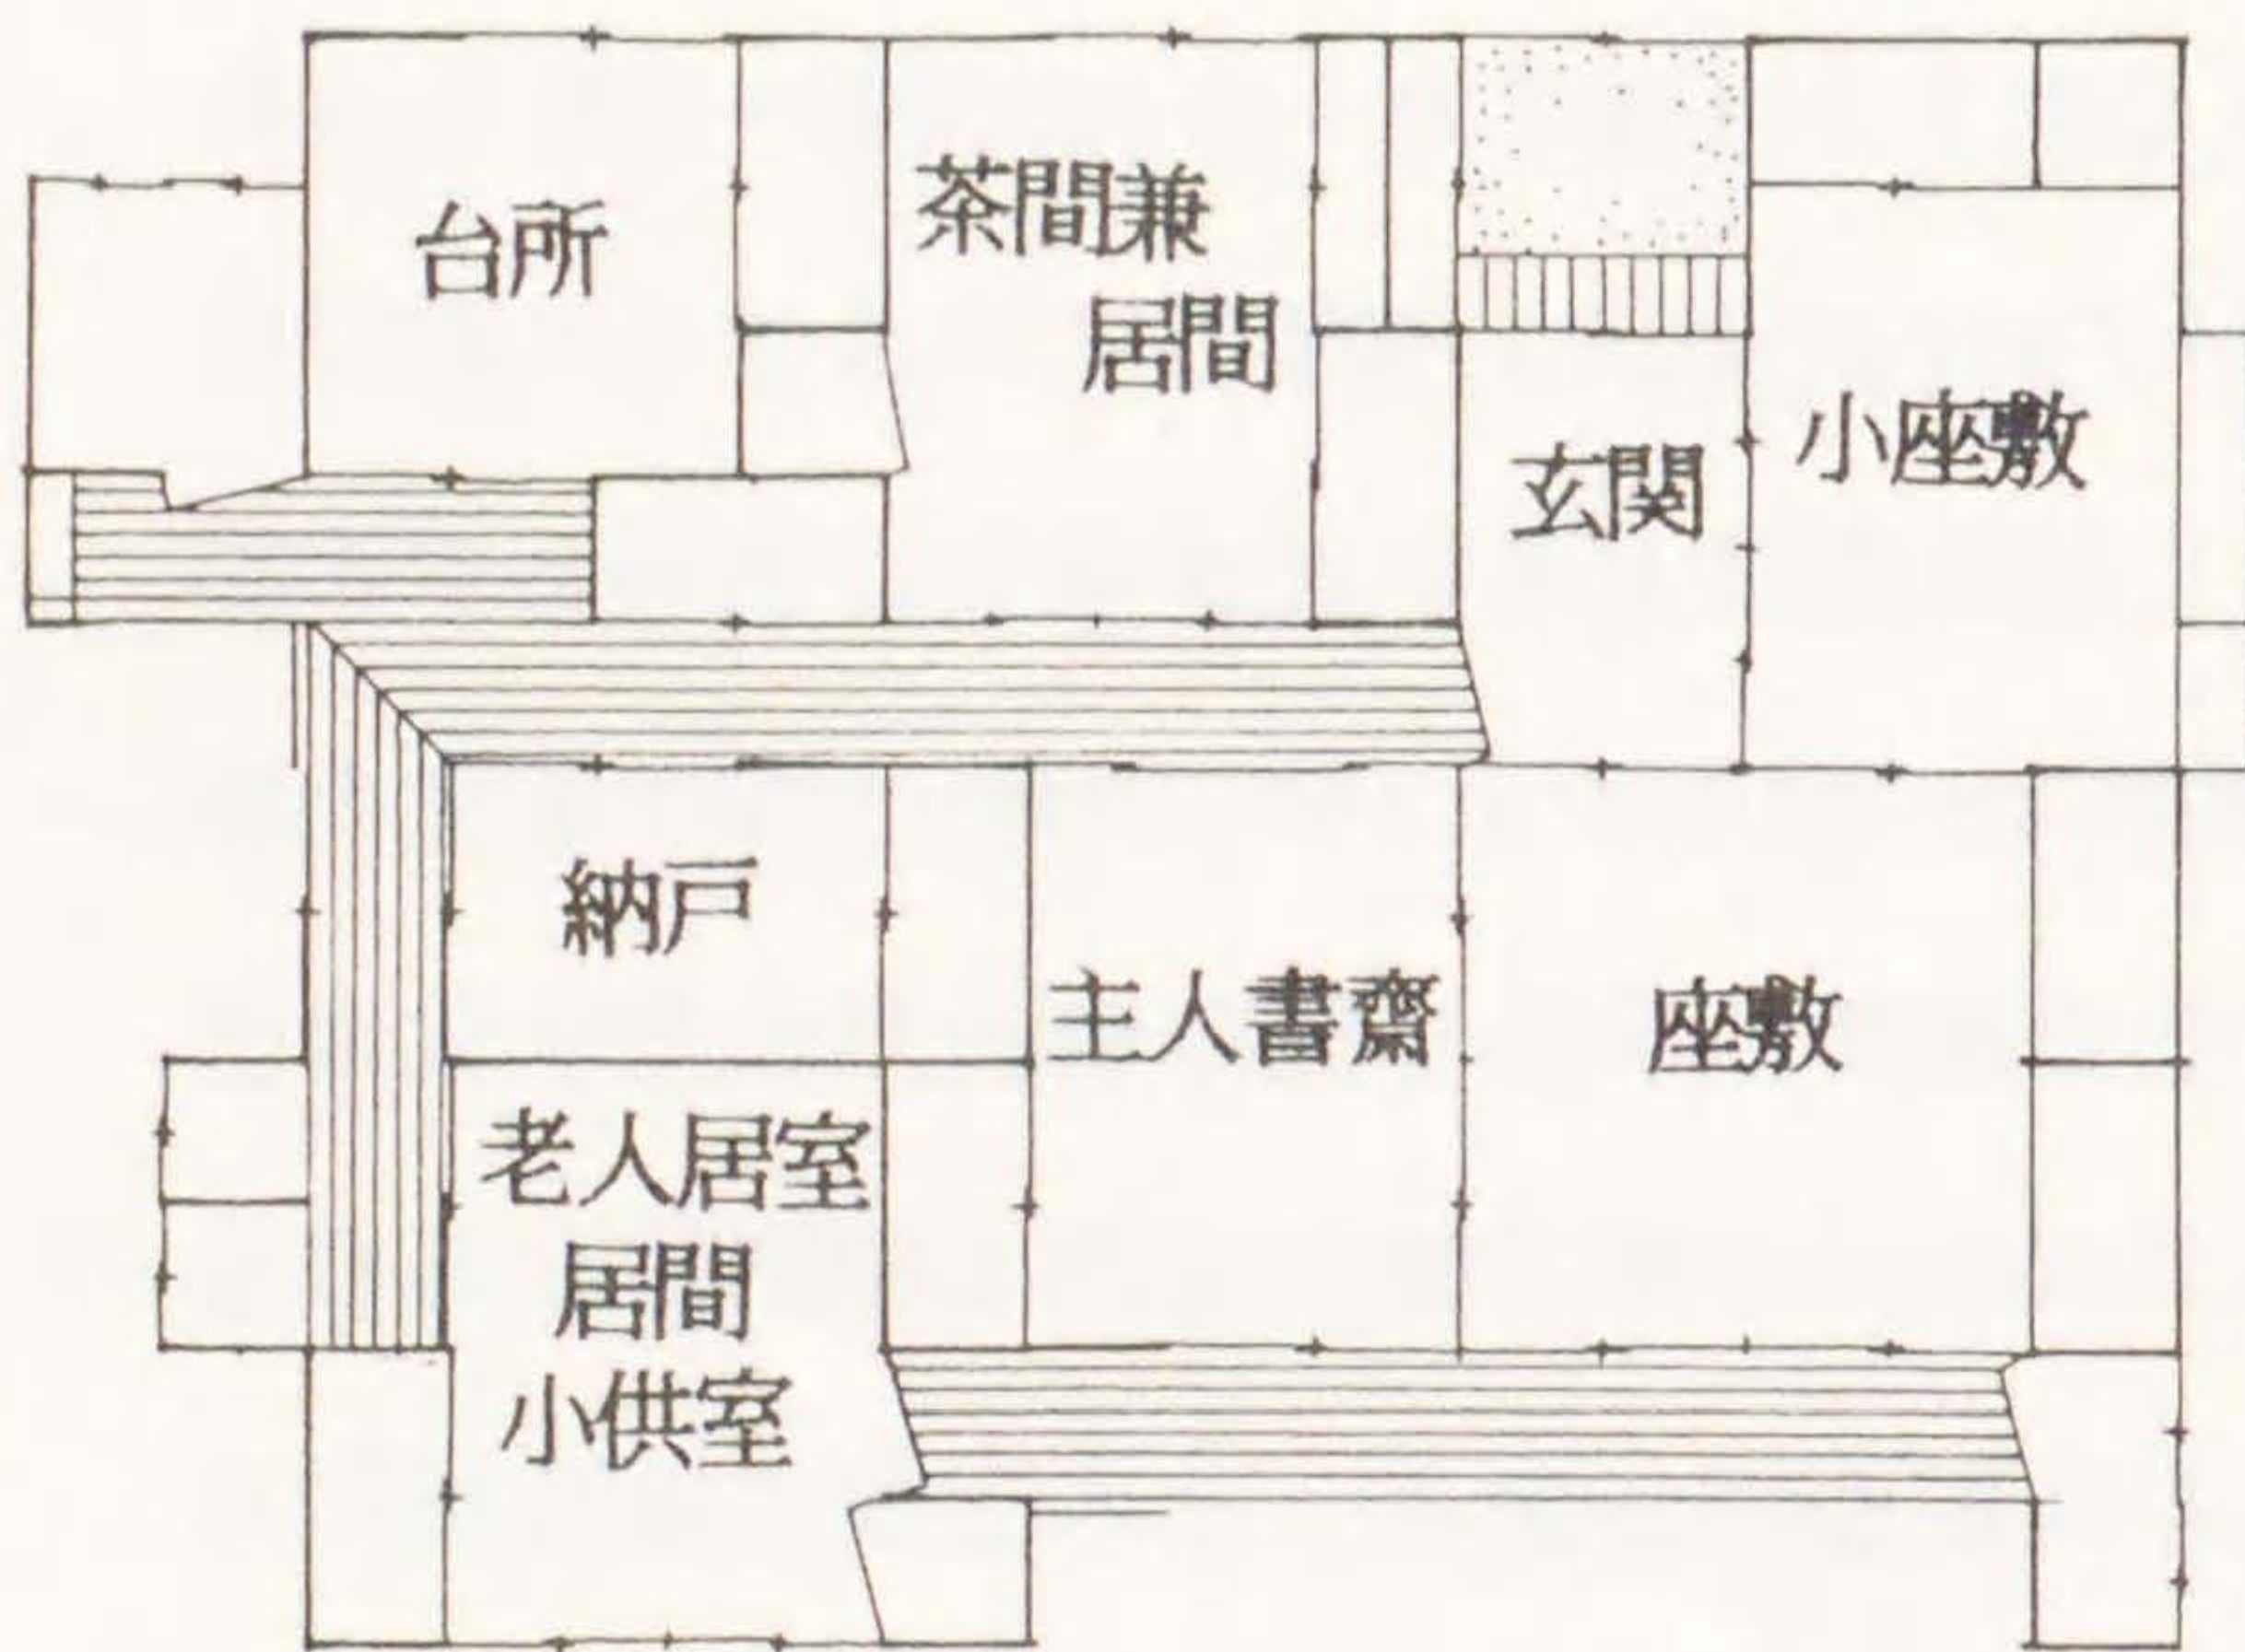 台所
茶間兼
居間
玄関
小座敷
納戸
主人書齋
座敷
老人居室
居間
小供室